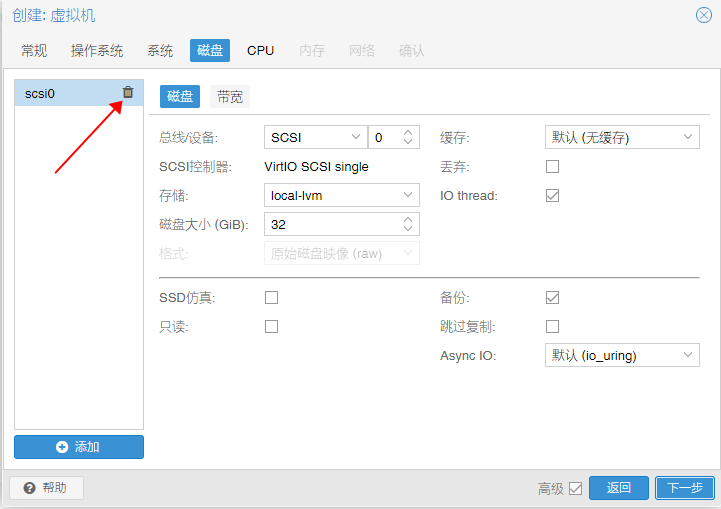 创建: 虚拟机
常规 操作系统 系统 磁盘 CPU 内存 网络 确认
scsi0
磁盘 带宽
总线/设备: SCSI 0 缓存: 默认 (无缓存)
SCSI控制器: VirtIO SCSI single 丢弃:
存储: local-lvm IO thread:
磁盘大小 (GiB): 32
格式: 原始磁盘映像 (raw)
SSD仿真: 备份:
只读: 跳过复制:
Async IO: 默认 (io_uring)
添加
帮助 高级 返回 下一步